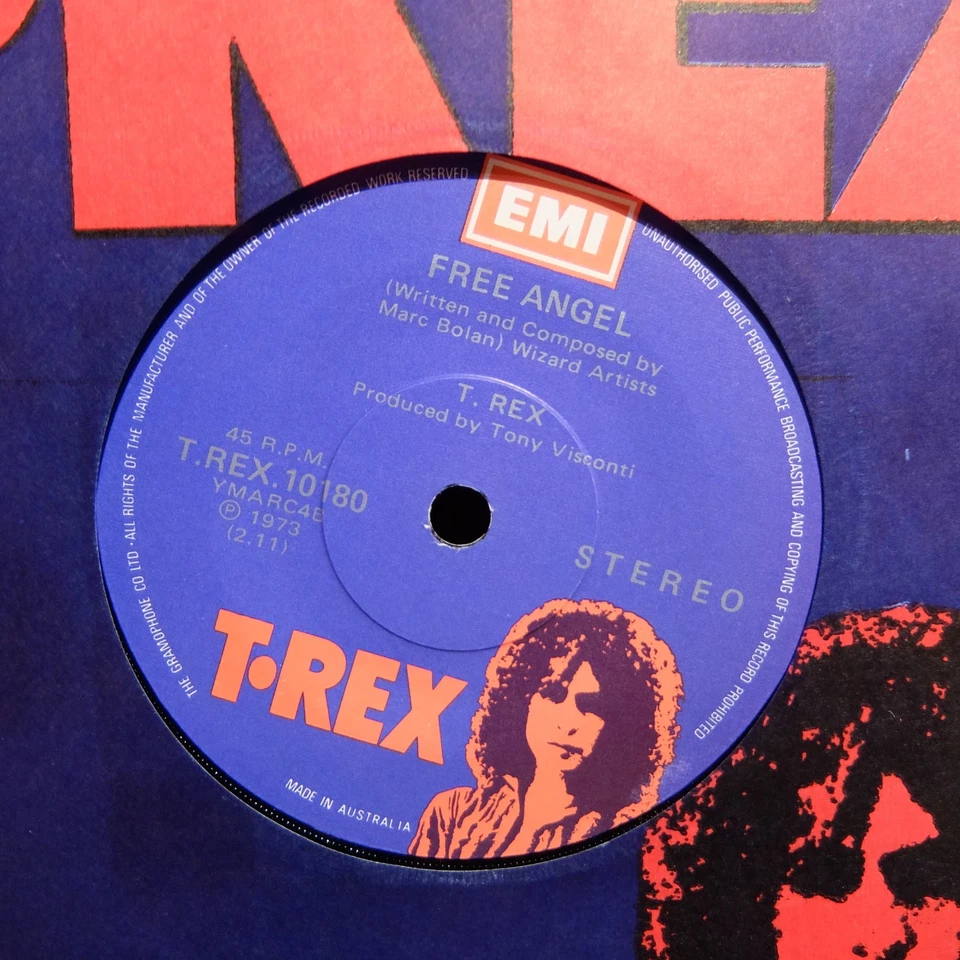 REX
EMI
FREE ANGEL
(Written and Composed by
Marc Bolan) Wizard Artists
T. REX
Produced by Tony Visconti
45 R.P.M.
T.REX.10180
YMARC4B
℗ 1973
(2.11)
STEREO
T·REX
MADE IN AUSTRALIA
THE GRAMOPHONE CO LTD · ALL RIGHTS OF THE MANUFACTURER AND OF THE OWNER OF THE RECORDED WORK RESERVED
UNAUTHORISED PUBLIC PERFORMANCE BROADCASTING AND COPYING OF THIS RECORD PROHIBITED